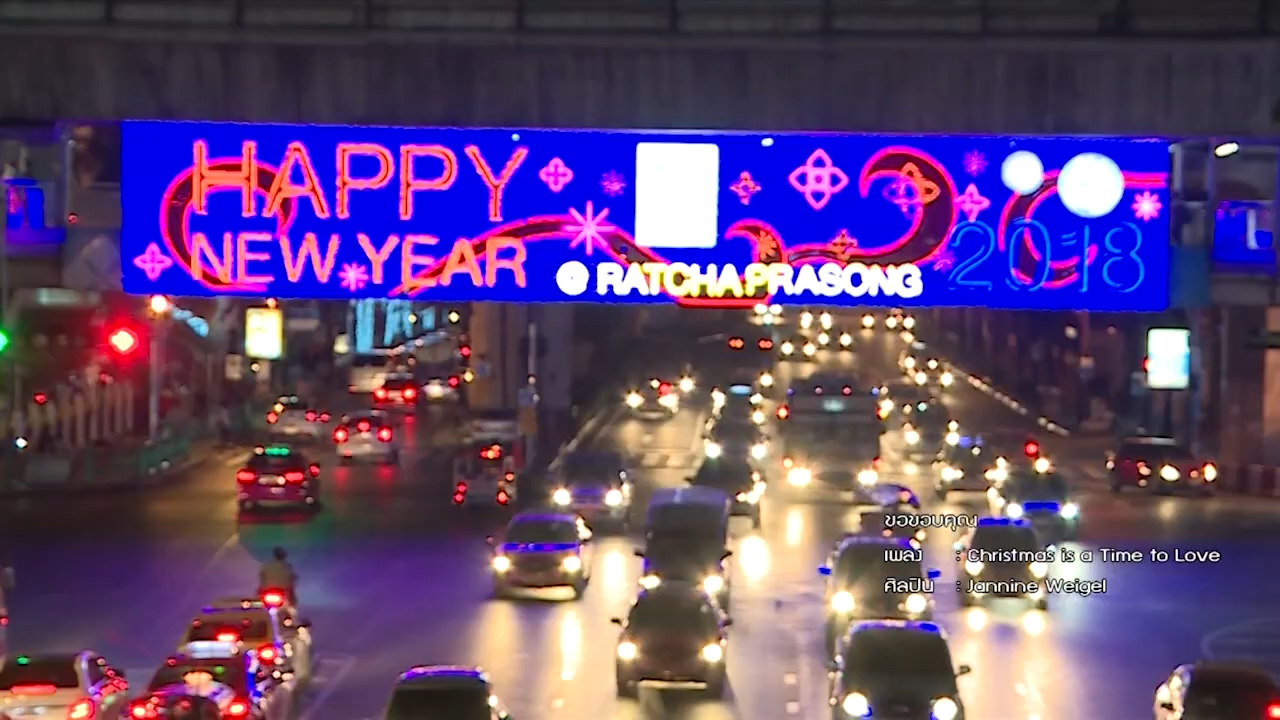 HAPPY
NEW YEAR
@ RATCHAPRASONG
2018
ขอขอบคุณ
เพลง : Christmas is a Time to Love
ศิลปิน : Jannine Weigel